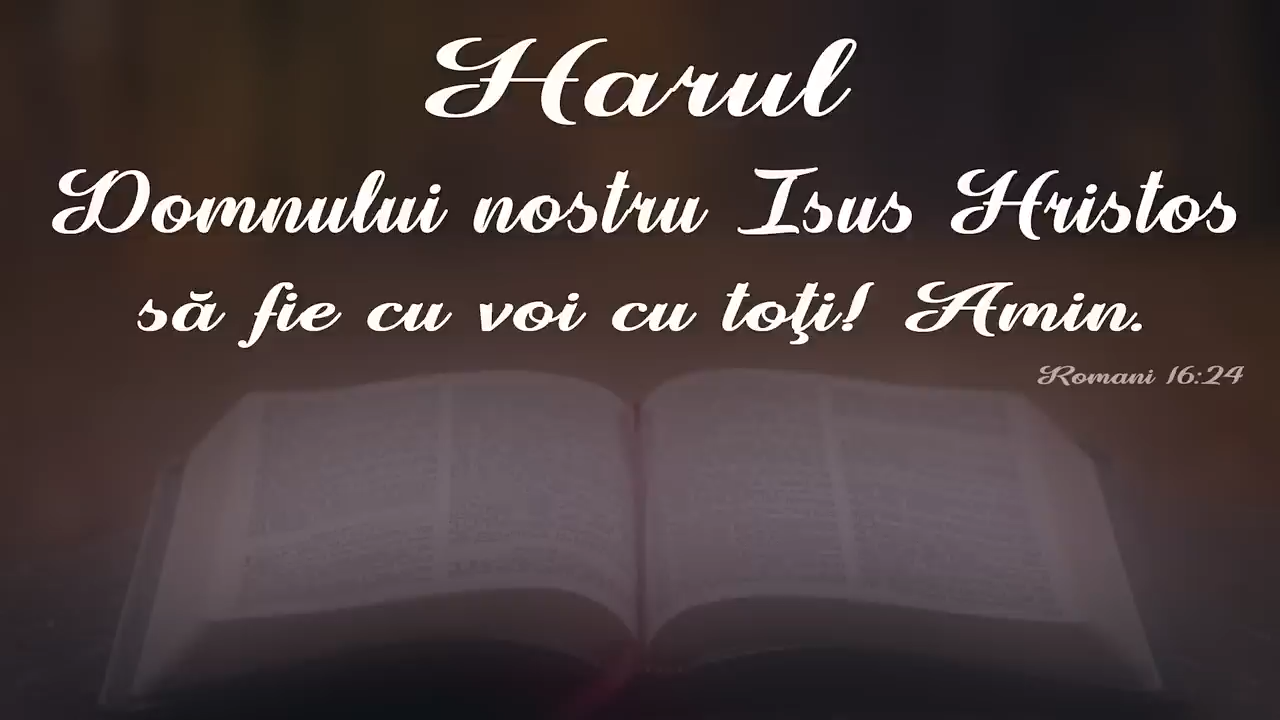 Harul
Domnului nostru Isus Hristos
să fie cu voi cu toţi! Amin.
Romani 16:24